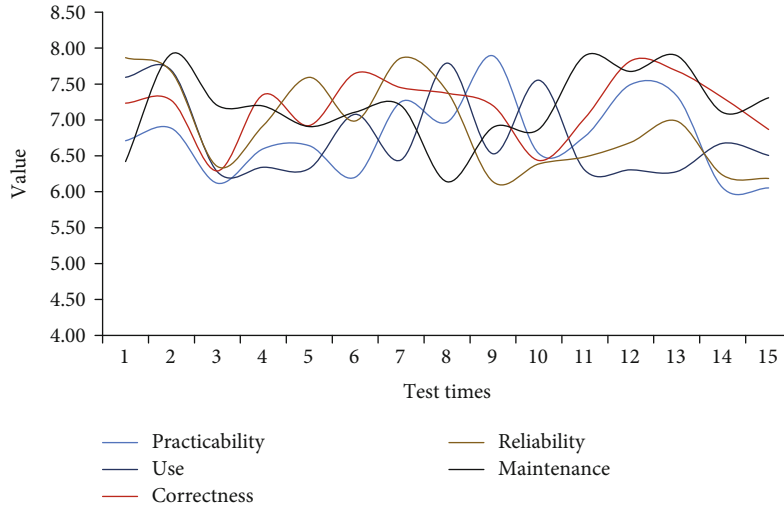 8.50
8.00
7.50
7.00
6.50
6.00
5.50
5.00
4.50
4.00
Value
1 2 3 4 5 6 7 8 9 10 11 12 13 14 15
Test times
Practicability
Use
Correctness
Reliability
Maintenance